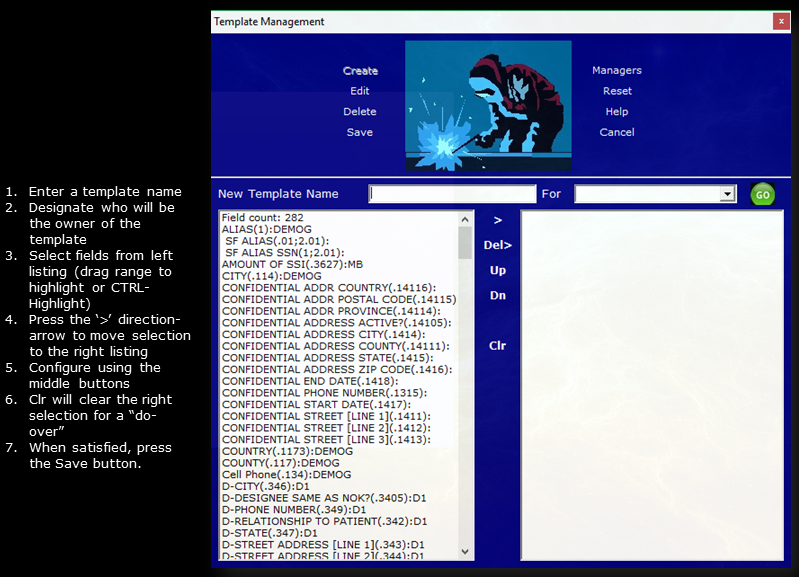 Template Management
x
Create
Edit
Delete
Save
Managers
Reset
Help
Cancel
1. Enter a template name
2. Designate who will be
the owner of the
template
3. Select fields from left
listing (drag range to
highlight or CTRL-
Highlight)
4. Press the ‘>’ direction-
arrow to move selection
to the right listing
5. Configure using the
middle buttons
6. Clr will clear the right
selection for a “do-
over”
7. When satisfied, press
the Save button.
New Template Name
For
GO
Field count: 282
ALIAS(1):DEMOG
SF ALIAS(.01;2.01):
SF ALIAS SSN(1;2.01):
AMOUNT OF SSI(.3627):MB
CITY(.114):DEMOG
CONFIDENTIAL ADDR COUNTRY(.14116):
CONFIDENTIAL ADDR POSTAL CODE(.14115)
CONFIDENTIAL ADDR PROVINCE(.14114):
CONFIDENTIAL ADDRESS ACTIVE?(.14105):
CONFIDENTIAL ADDRESS CITY(.1414):
CONFIDENTIAL ADDRESS COUNTY(.14111):
CONFIDENTIAL ADDRESS STATE(.1415):
CONFIDENTIAL ADDRESS ZIP CODE(.1416):
CONFIDENTIAL END DATE(.1418):
CONFIDENTIAL PHONE NUMBER(.1315):
CONFIDENTIAL START DATE(.1417):
CONFIDENTIAL STREET [LINE 1](.1411):
CONFIDENTIAL STREET [LINE 2](.1412):
CONFIDENTIAL STREET [LINE 3](.1413):
COUNTRY(.1173):DEMOG
COUNTY(.117):DEMOG
Cell Phone(.134):DEMOG
D-CITY(.346):D1
D-DESIGNEE SAME AS NOK?(.3405):D1
D-PHONE NUMBER(.349):D1
D-RELATIONSHIP TO PATIENT(.342):D1
D-STATE(.347):D1
D-STREET ADDRESS [LINE 1](.343):D1
D-STREET ADDRESS [LINE 2](.344):D1
>
Del>
Up
Dn
Clr